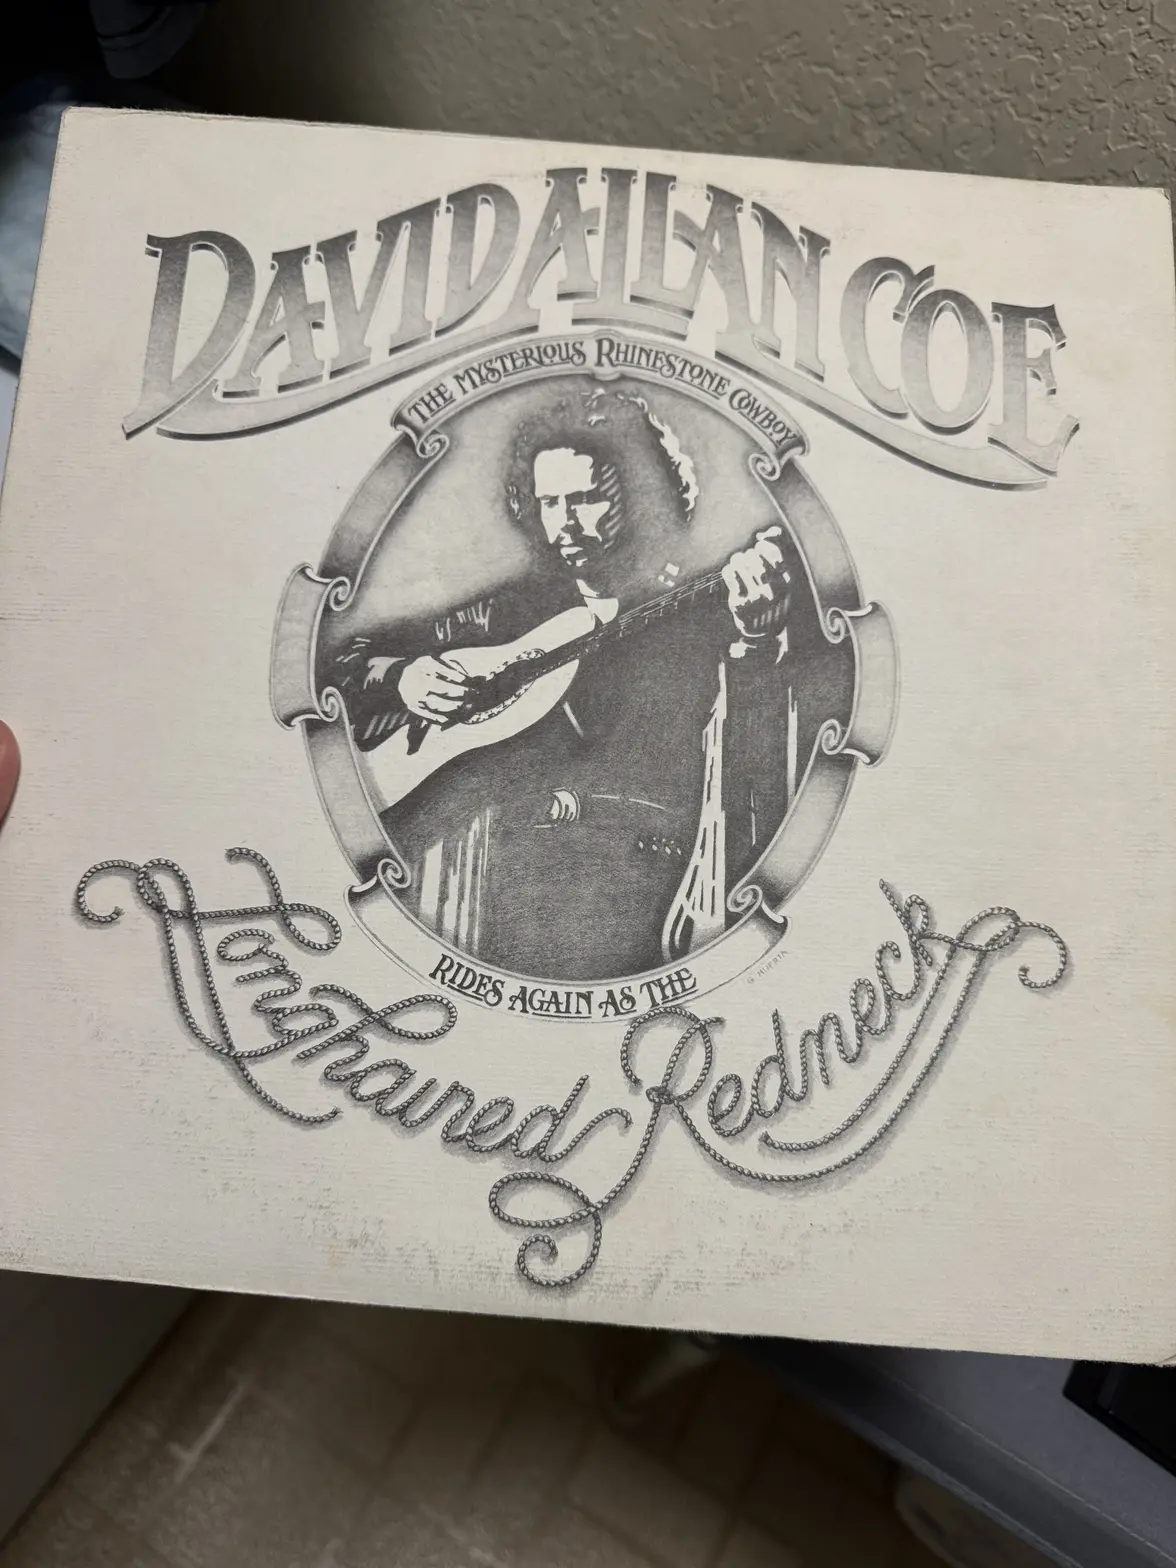 DAVID ALLAN COE
THE MYSTERIOUS RHINESTONE COWBOY
RIDES AGAIN AS THE
Longhaired Redneck